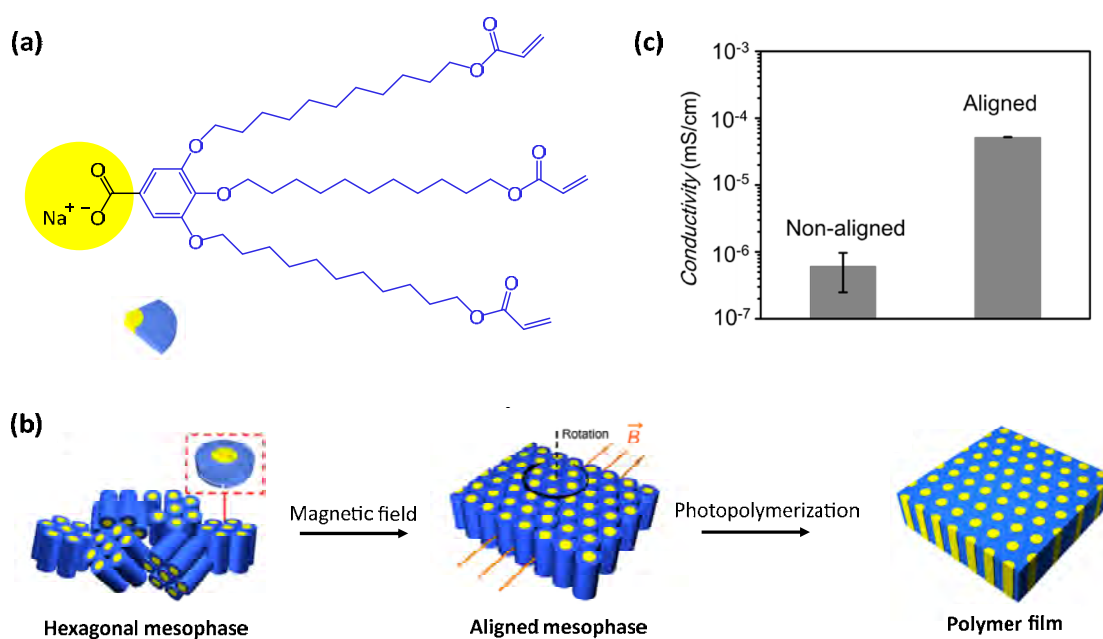 (a)
O
O
O
O
O
O
O
O
O
O
O
Na⁺ ⁻O
(c)
10⁻³
10⁻⁴
10⁻⁵
10⁻⁶
10⁻⁷
Conductivity (mS/cm)
Non-aligned
Aligned
(b)
Magnetic field
Rotation
B
Photopolymerization
Hexagonal mesophase
Aligned mesophase
Polymer film